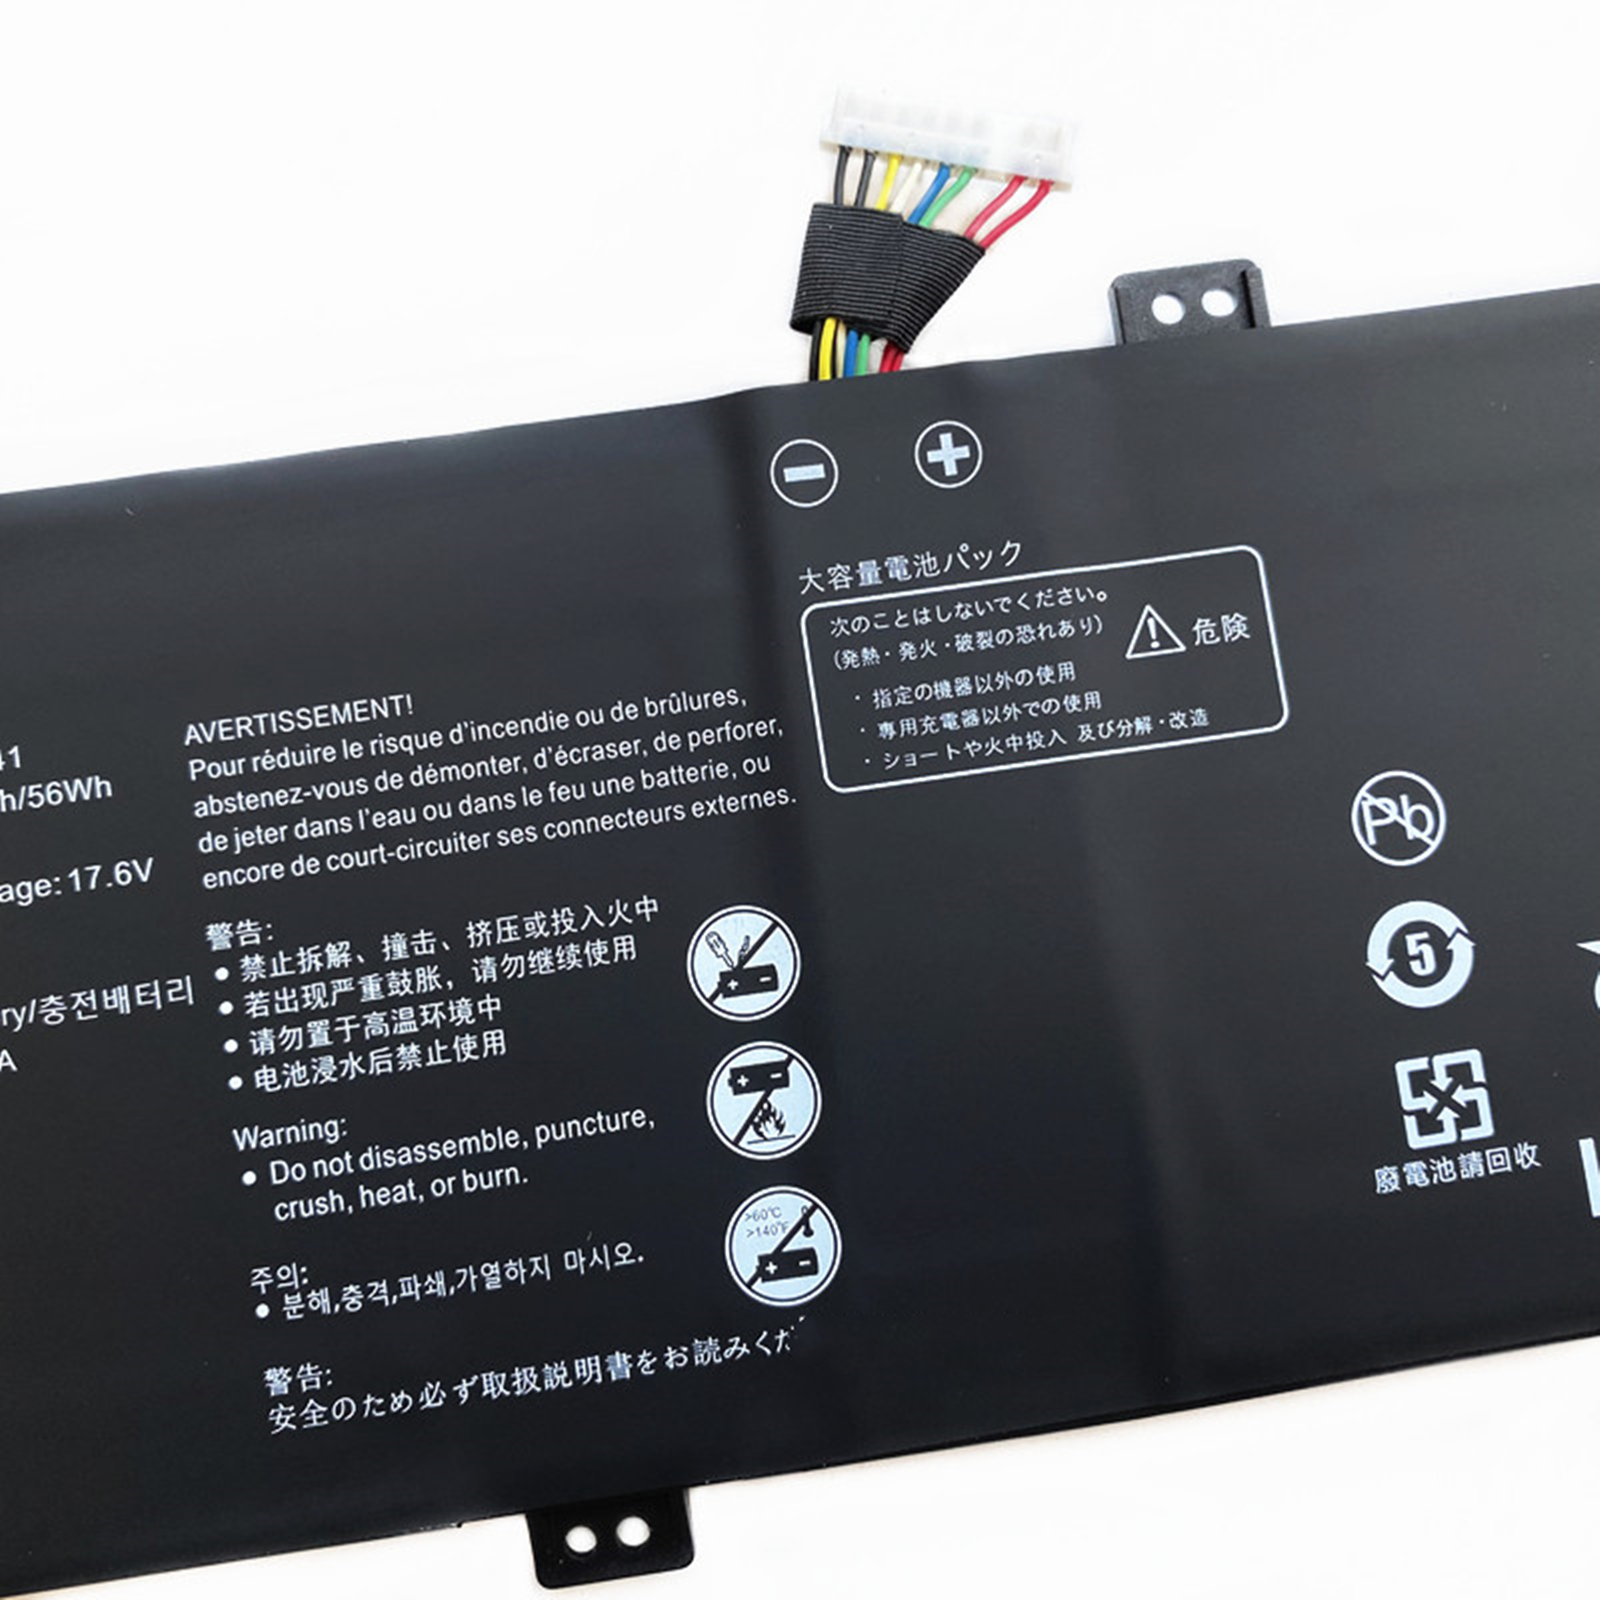 大容量電池パック
次のことはしないでください。
(発熱・発火・破裂の恐れあり)
危険
・指定の機器以外の使用
・専用充電器以外での使用
・ショートや火中投入 及び分解・改造
41
h/56Wh
age:17.6V
ry/충전배터리
A
AVERTISSEMENT!
Pour réduire le risque d'incendie ou de brûlures,
abstenez-vous de démonter, d'écraser, de perforer,
de jeter dans l'eau ou dans le feu une batterie, ou
encore de court-circuiter ses connecteurs externes.
警告:
● 禁止拆解、撞击、挤压或投入火中
● 若出现严重鼓胀，请勿继续使用
● 请勿置于高温环境中
● 电池浸水后禁止使用
Warning:
● Do not disassemble, puncture,
crush, heat, or burn.
주의:
● 분해,충격,파쇄,가열하지 마시오.
警告:
安全のため必ず取扱説明書をお読みくだ
>60℃
>140℉
Pb
5
廢電池請回收